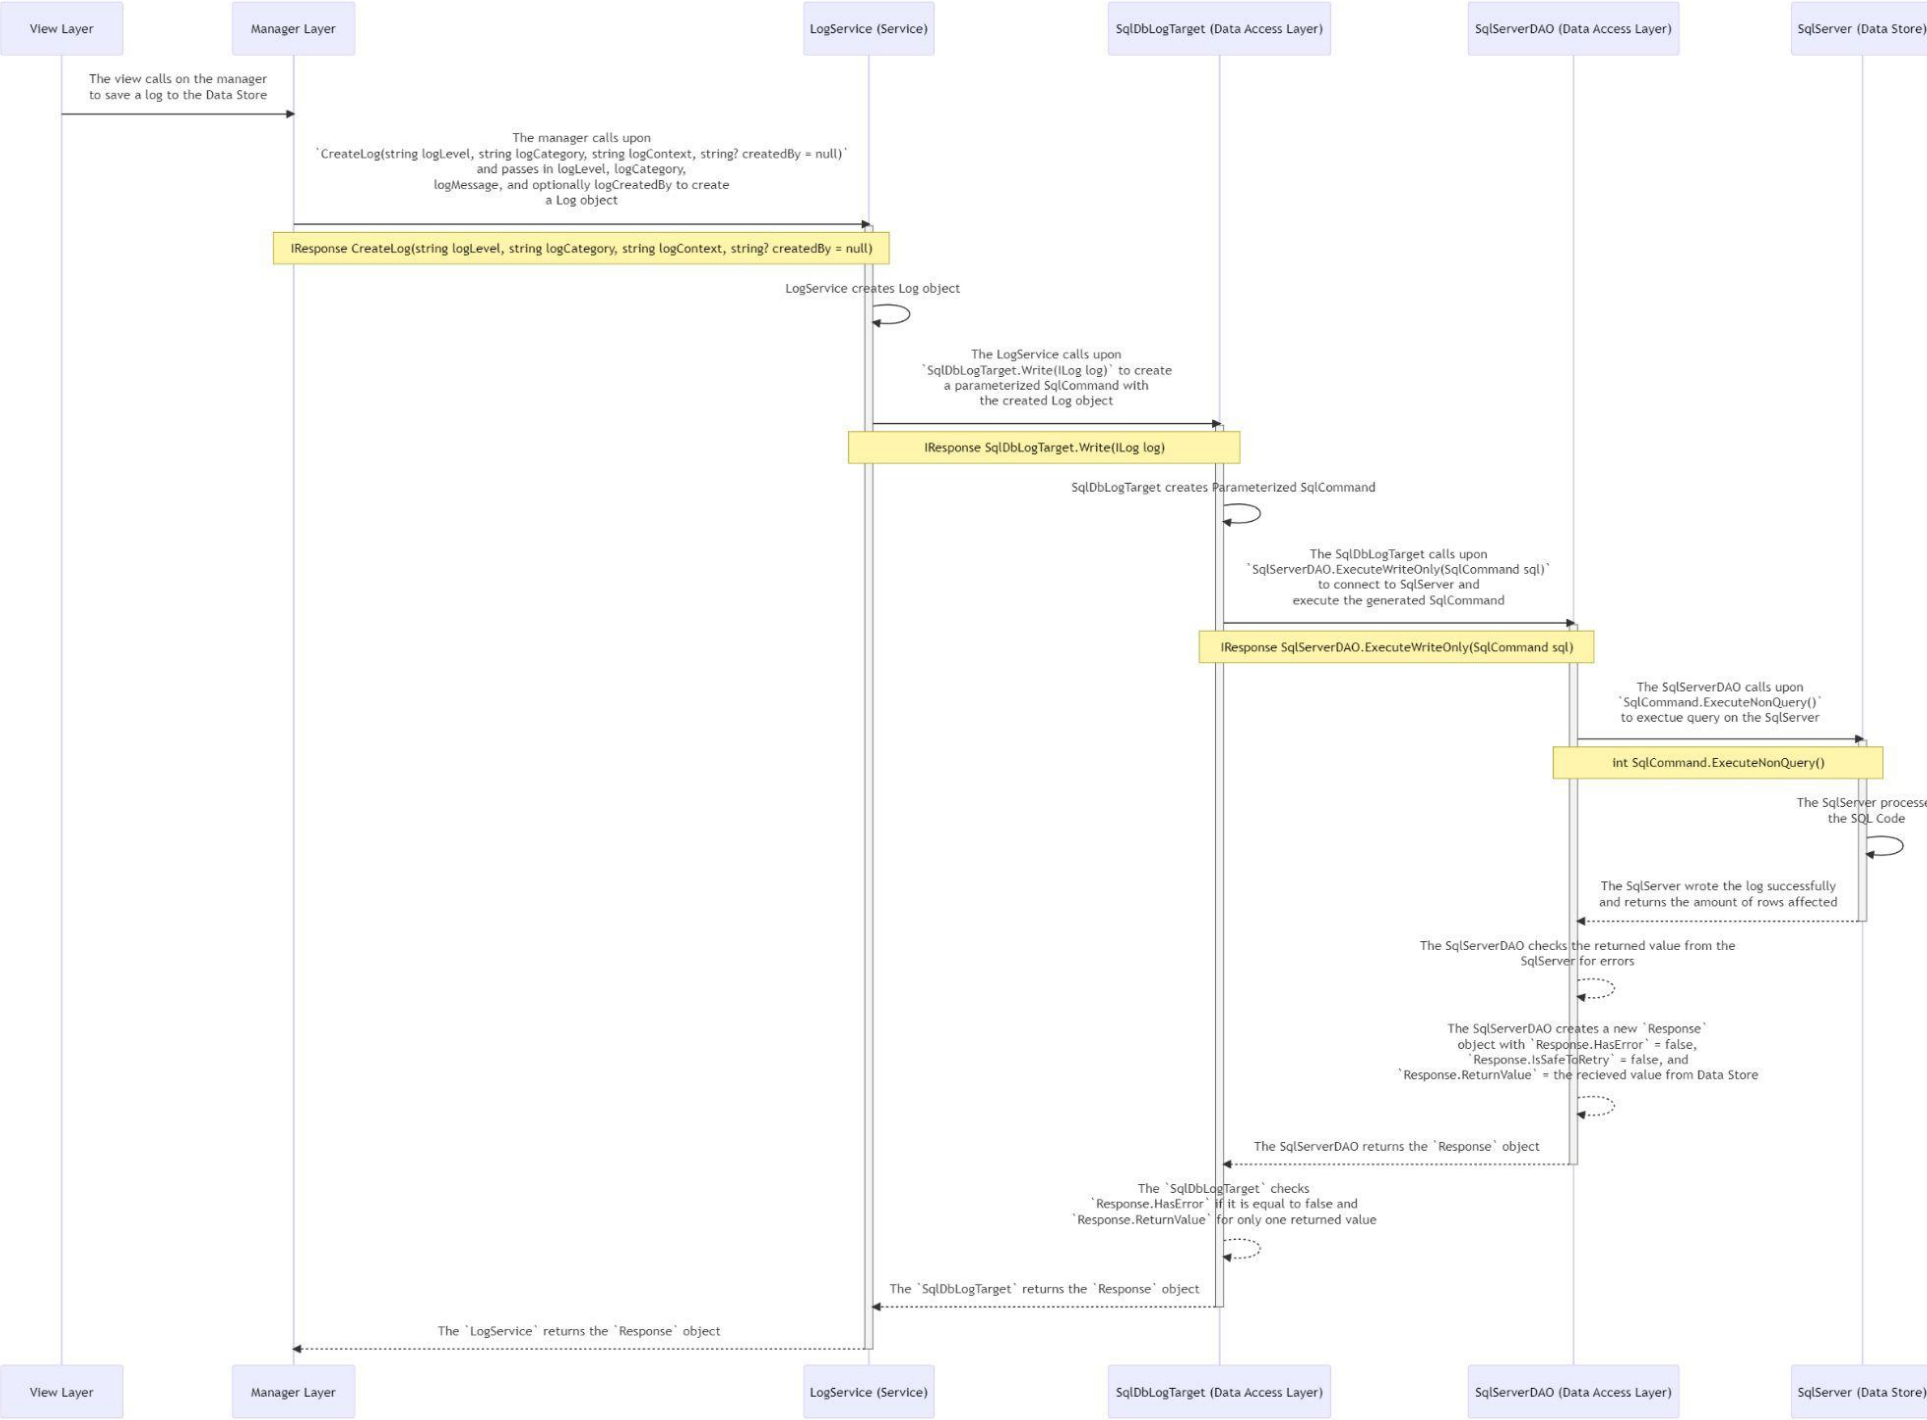 View Layer
Manager Layer
LogService (Service)
SqlDbLogTarget (Data Access Layer)
SqlServerDAO (Data Access Layer)
SqlServer (Data Store)
The view calls on the manager
to save a log to the Data Store
The manager calls upon
`CreateLog(string logLevel, string logCategory, string logContext, string? createdBy = null)`
and passes in logLevel, logCategory,
logMessage, and optionally logCreatedBy to create
a Log object
IResponse CreateLog(string logLevel, string logCategory, string logContext, string? createdBy = null)
LogService creates Log object
The LogService calls upon
`SqlDbLogTarget.Write(ILog log)` to create
a parameterized SqlCommand with
the created Log object
IResponse SqlDbLogTarget.Write(ILog log)
SqlDbLogTarget creates Parameterized SqlCommand
The SqlDbLogTarget calls upon
`SqlServerDAO.ExecuteWriteOnly(SqlCommand sql)`
to connect to SqlServer and
execute the generated SqlCommand
IResponse SqlServerDAO.ExecuteWriteOnly(SqlCommand sql)
The SqlServerDAO calls upon
`SqlCommand.ExecuteNonQuery()`
to exectue query on the SqlServer
int SqlCommand.ExecuteNonQuery()
The SqlServer processe
the SQL Code
The SqlServer wrote the log successfully
and returns the amount of rows affected
The SqlServerDAO checks the returned value from the
SqlServer for errors
The SqlServerDAO creates a new `Response`
object with `Response.HasError` = false,
`Response.IsSafeToRetry` = false, and
`Response.ReturnValue` = the recieved value from Data Store
The SqlServerDAO returns the `Response` object
The `SqlDbLogTarget` checks
`Response.HasError` if it is equal to false and
`Response.ReturnValue` for only one returned value
The `SqlDbLogTarget` returns the `Response` object
The `LogService` returns the `Response` object
View Layer
Manager Layer
LogService (Service)
SqlDbLogTarget (Data Access Layer)
SqlServerDAO (Data Access Layer)
SqlServer (Data Store)